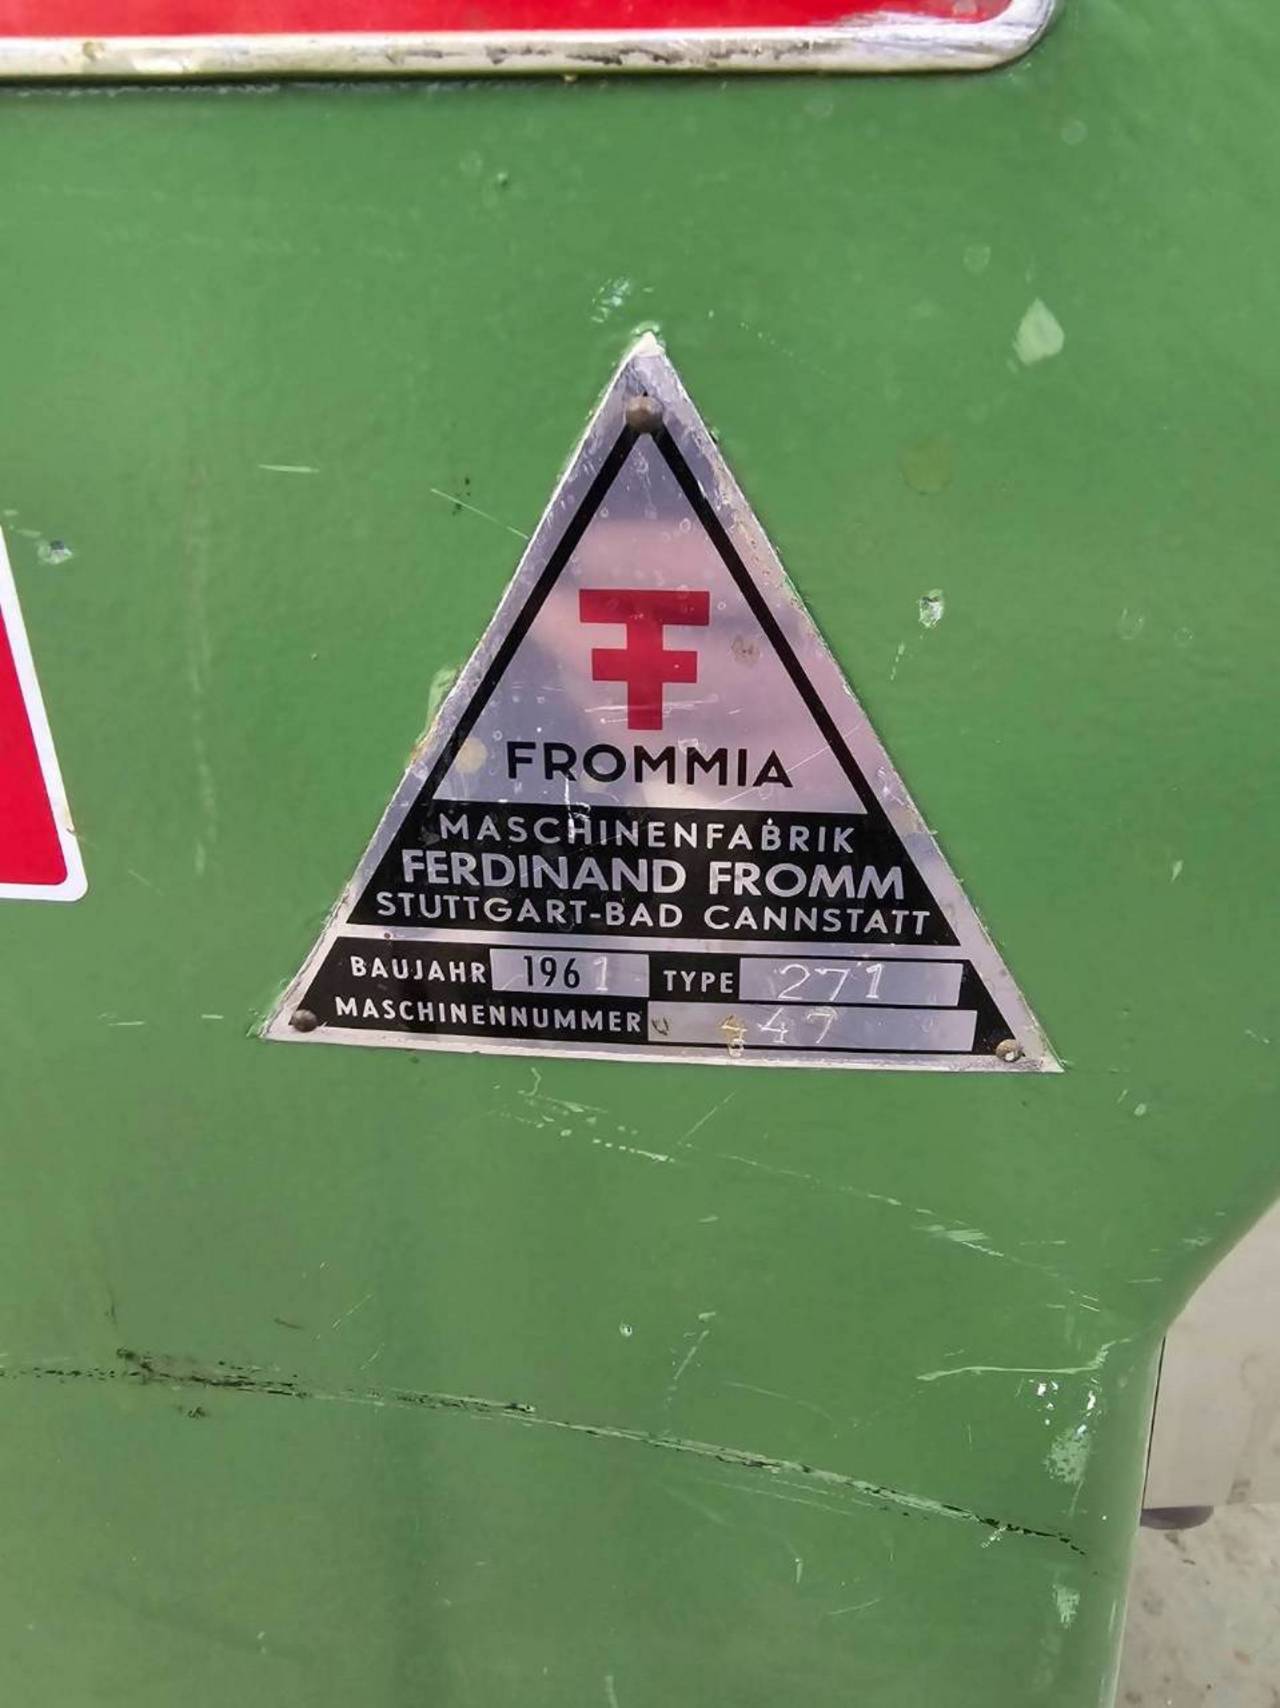 FROMMIA
MASCHINENFABRIK
FERDINAND FROMM
STUTTGART-BAD CANNSTATT
BAUJAHR 1961 TYPE 271
MASCHINENNUMMER 447